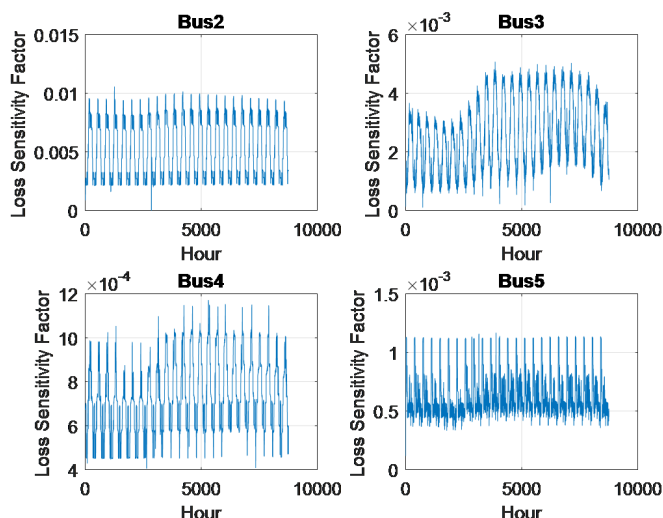 Bus2
Loss Sensitivity Factor
0.015
0.01
0.005
0
0 5000 10000
Hour
Bus3
×10⁻³
Loss Sensitivity Factor
6
4
2
0
0 5000 10000
Hour
Bus4
×10⁻⁴
Loss Sensitivity Factor
12
10
8
6
4
0 5000 10000
Hour
Bus5
×10⁻³
Loss Sensitivity Factor
1.5
1
0.5
0
0 5000 10000
Hour